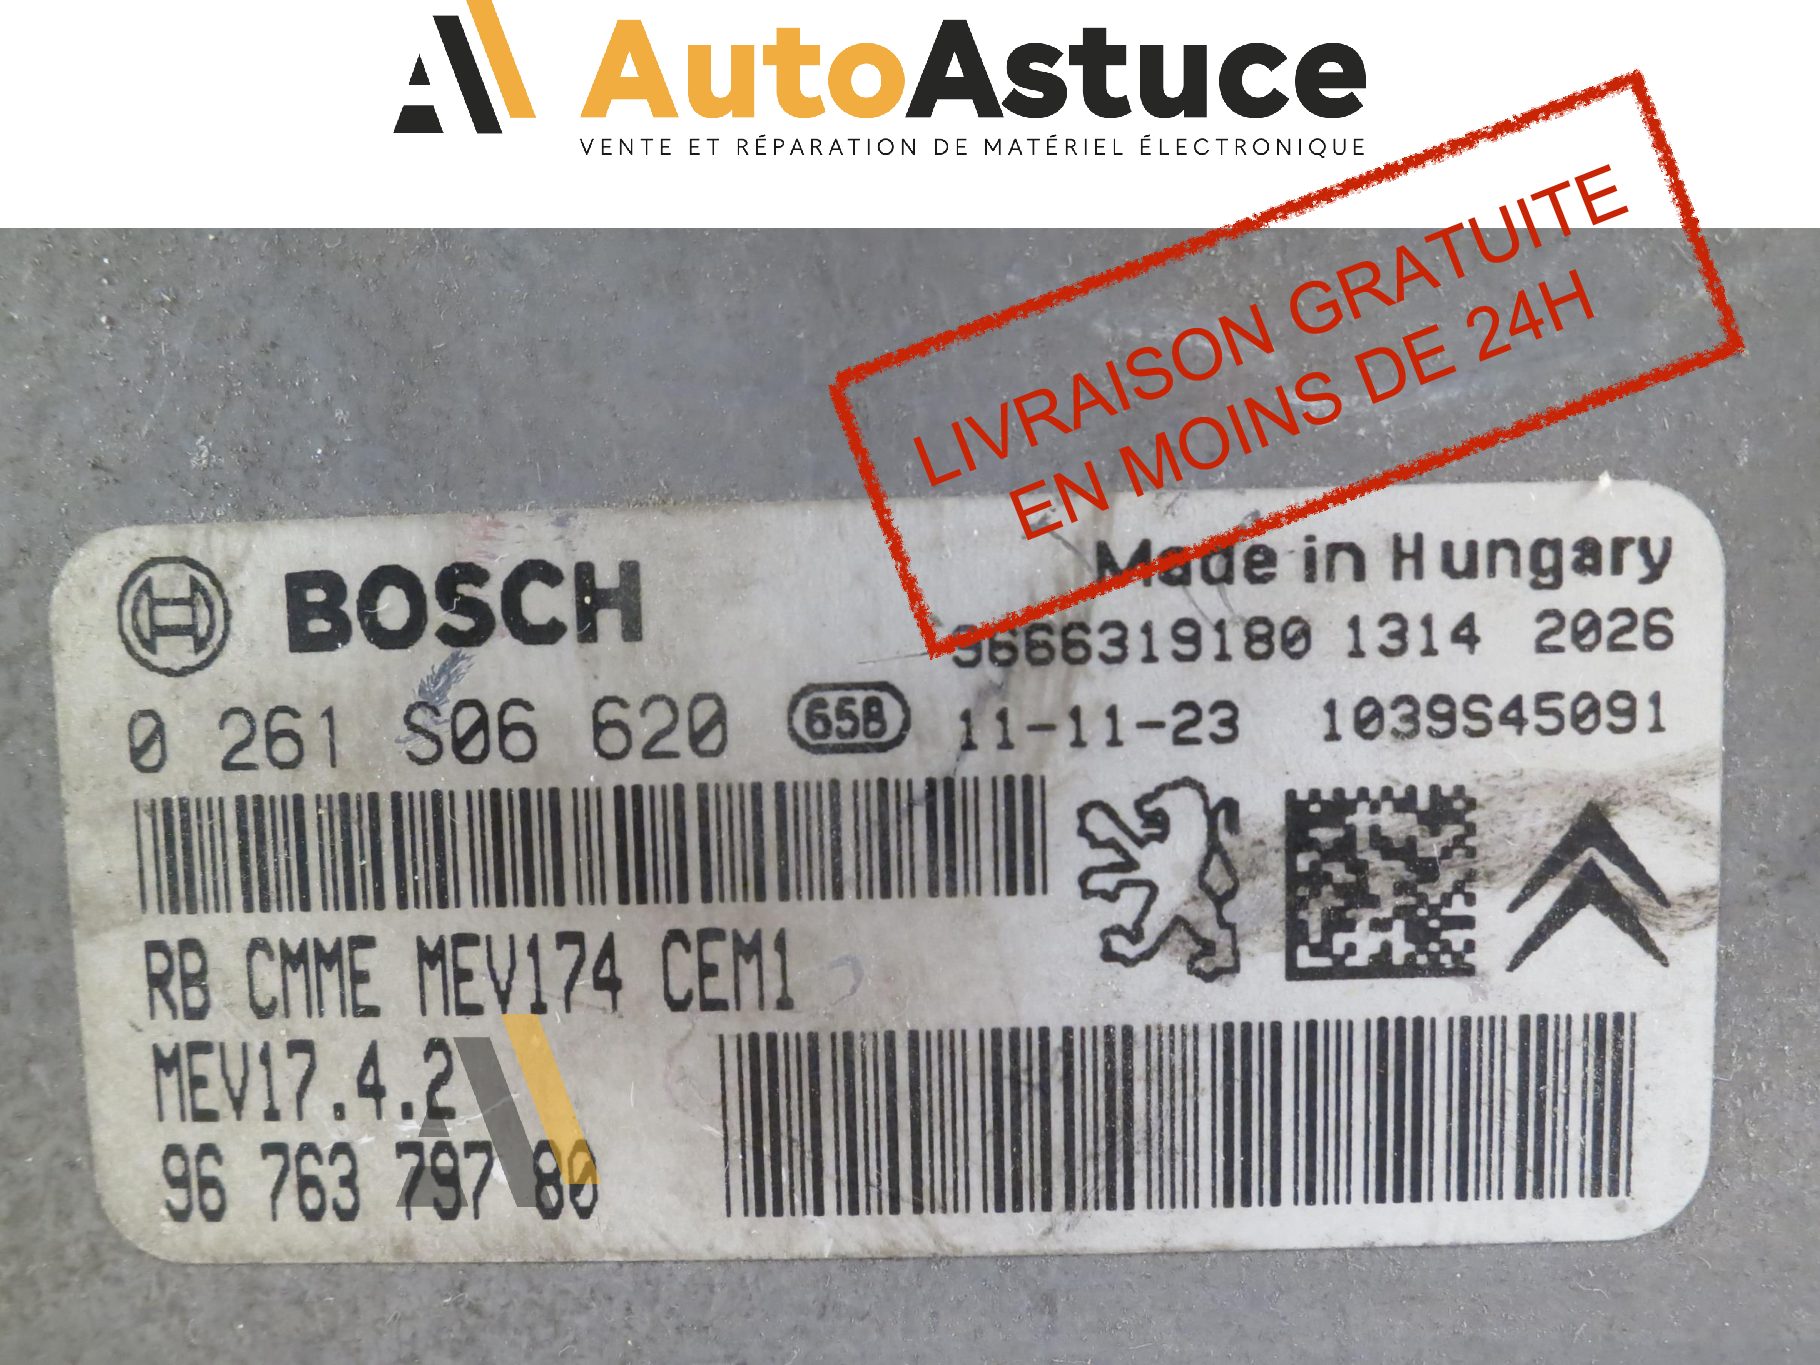 AutoAstuce
VENTE ET RÉPARATION DE MATÉRIEL ÉLECTRONIQUE
LIVRAISON GRATUITE
EN MOINS DE 24H
BOSCH
Made in Hungary
9666319180 1314 2026
0 261 S06 620 658 11-11-23 1039S45091
RB CMME MEV174 CEM1
MEV17.4.2
96 763 797 80